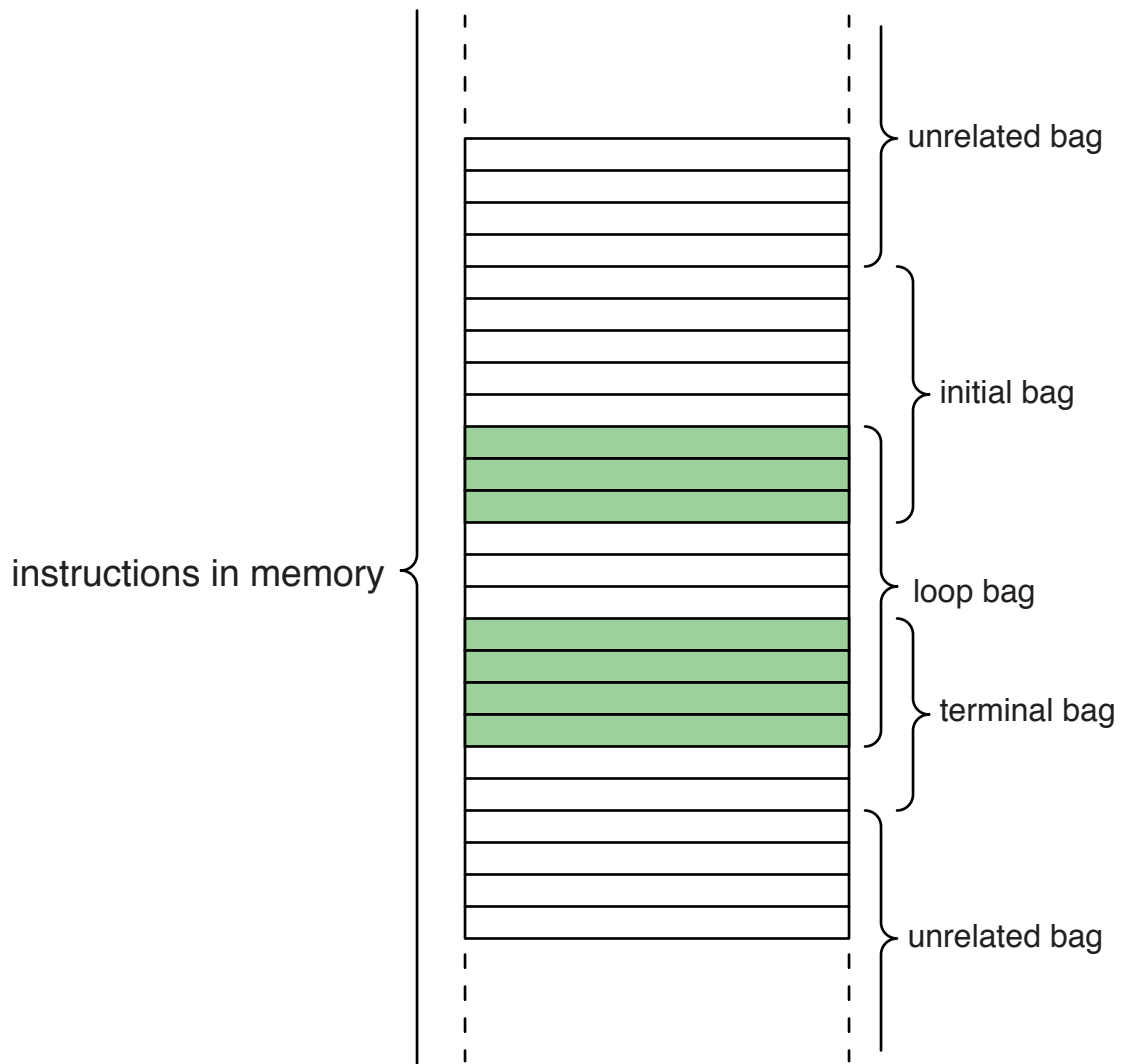 unrelated bag
initial bag
instructions in memory
loop bag
terminal bag
unrelated bag